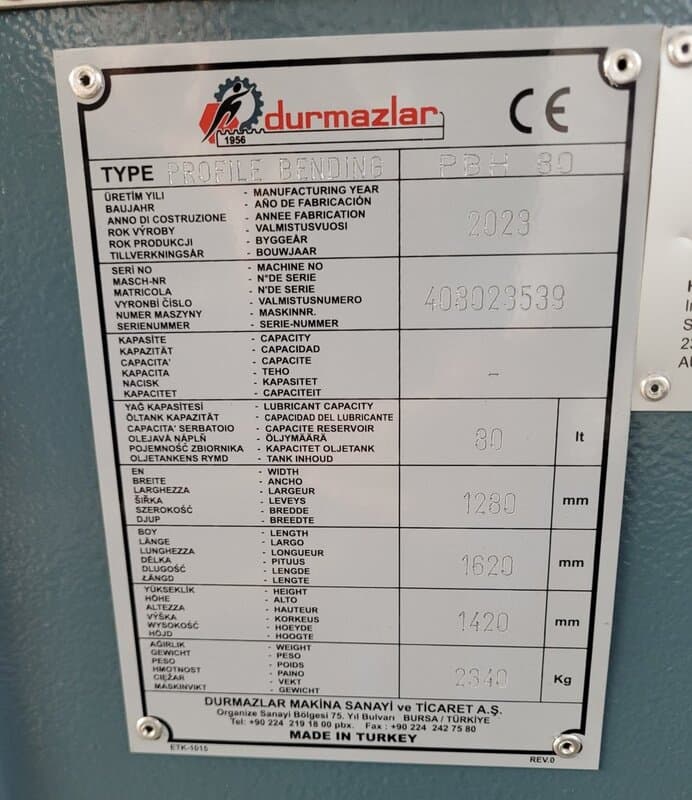 durmazlar
1956
CE
TYPE PROFILE BENDING PBH 80
ÜRETİM YILI - MANUFACTURING YEAR
BAUJAHR - AÑO DE FABRICACIÓN
ANNO DI COSTRUZIONE - ANNEE FABRICATION
ROK VÝROBY - VALMISTUSVUOSI
ROK PRODUKCJI - BYGGEÅR
TILLVERKNINGSÅR - BOUWJAAR
2023
SERİ NO - MACHINE NO
MASCH-NR - N°DE SERIE
MATRICOLA - N'DE SERIE
VYRONBİ ČİSLO - VALMISTUSNUMERO
NUMER MASZYNY - MASKINNR.
SERIENUMMER - SERIE-NUMMER
403023539
KAPASİTE - CAPACITY
KAPAZITÄT - CAPACIDAD
CAPACITA' - CAPACITE
KAPACITA - TEHO
NACISK - KAPASITET
KAPACITET - CAPACITEIT
-
YAĞ KAPASİTESİ - LUBRICANT CAPACITY
ÖLTANK KAPAZITÄT - CAPACIDAD DEL LUBRICANTE
CAPACITA' SERBATOIO - CAPACITE RESERVOIR
OLEJAVÁ NÁPLŇ - ÖLJYMÄÄRÄ
POJEMNOŚĆ ZBIORNIKA - KAPACITET OLJETANK
OLJETANKENS RYMD - TANK INHOUD
80 lt
EN - WIDTH
BREITE - ANCHO
LARGHEZZA - LARGEUR
ŠIŘKA - LEVEYS
SZEROKOŚĆ - BREDDE
DJUP - BREEDTE
1280 mm
BOY - LENGTH
LÄNGE - LARGO
LUNGHEZZA - LONGUEUR
DÉLKA - PITUUS
DLUGOŚĆ - LENGDE
ŁÄNGD - LENGTE
1620 mm
YÜKSEKLİK - HEIGHT
HÖHE - ALTO
ALTEZZA - HAUTEUR
VÝŠKA - KORKEUS
WYSOKOŚĆ - HOEYDE
HÖJD - HOOGTE
1420 mm
AĞIRLIK - WEIGHT
GEWICHT - PESO
PESO - POIDS
HMOTNOST - PAINO
CIĘŻAR - VEKT
MASKINVIKT - GEWICHT
2340 Kg
DURMAZLAR MAKİNA SANAYİ ve TİCARET A.Ş.
Organize Sanayi Bölgesi 75. Yıl Bulvarı BURSA / TÜRKİYE
Tel: +90 224 219 18 00 pbx. Fax : +90 224 242 75 80
MADE IN TURKEY
ETK-1015 REV.0